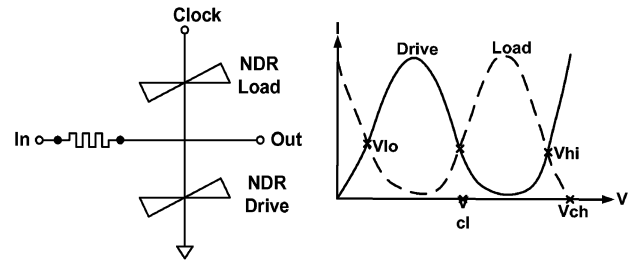 Clock
NDR
Load
In
Out
NDR
Drive
I
Drive
Load
Vlo
Vhi
V
V
cl
Vch